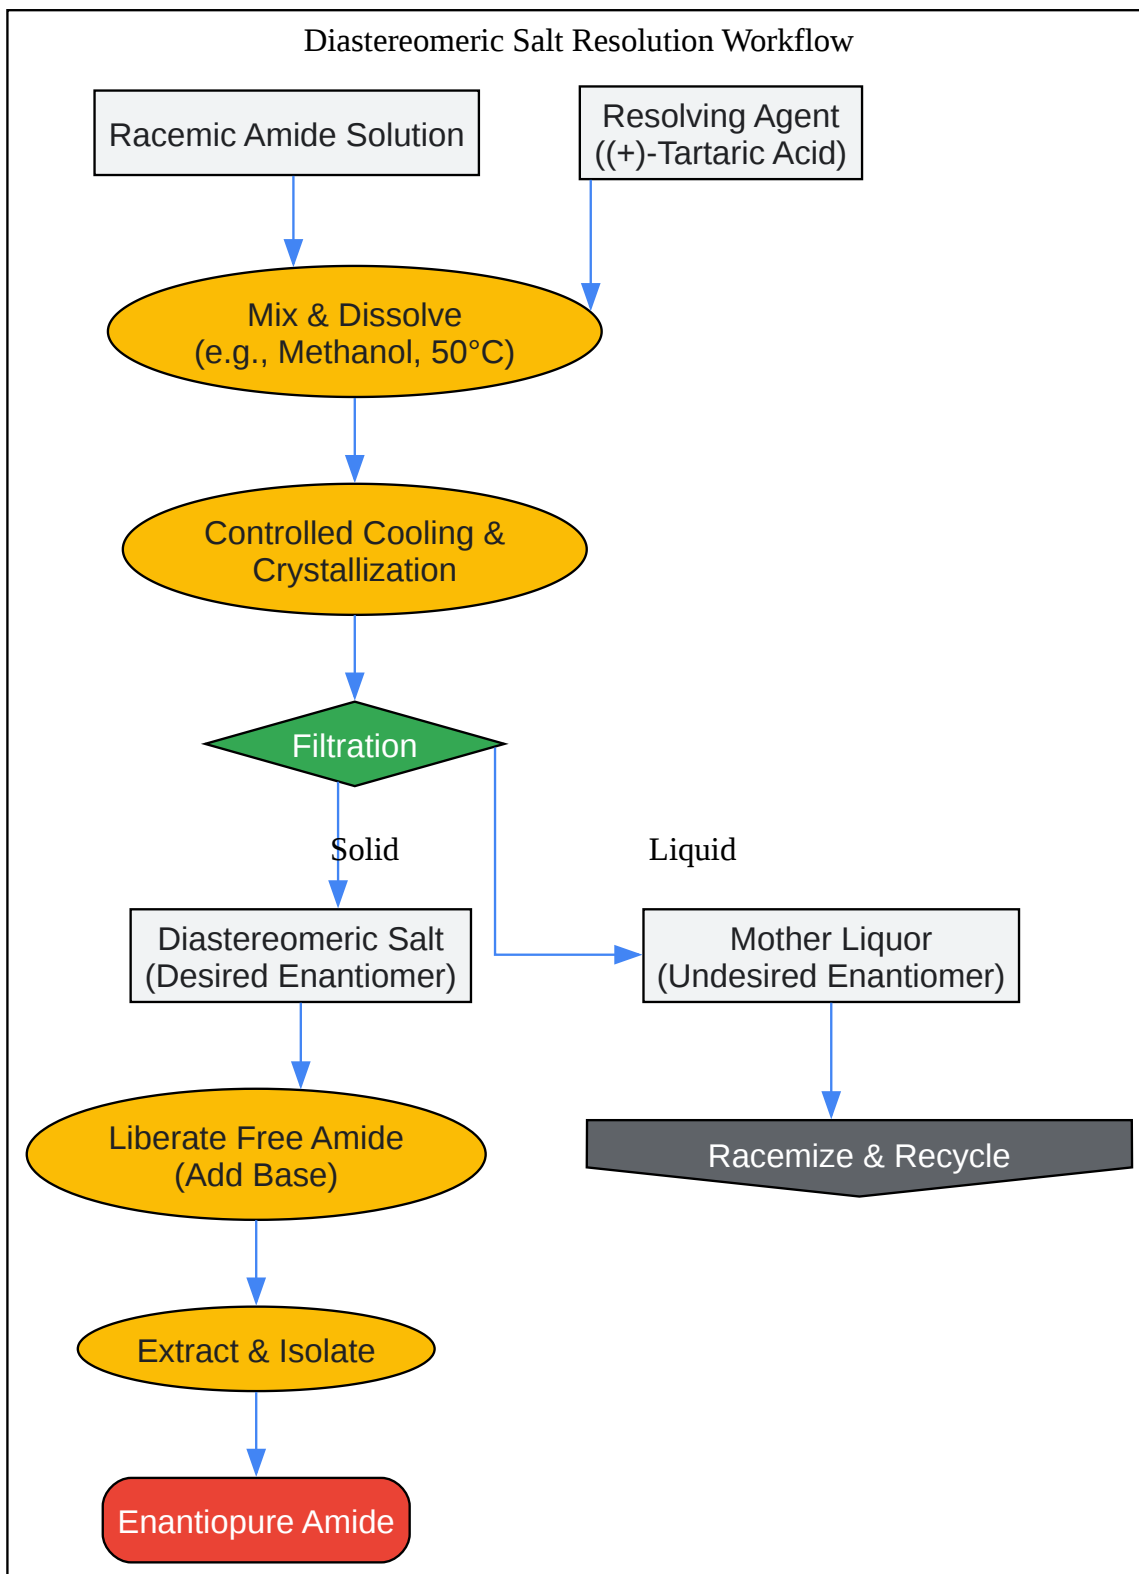 Diastereomeric Salt Resolution Workflow
Racemic Amide Solution
Resolving Agent
((+)-Tartaric Acid)
Mix & Dissolve
(e.g., Methanol, 50°C)
Controlled Cooling &
Crystallization
Filtration
Solid
Liquid
Diastereomeric Salt
(Desired Enantiomer)
Mother Liquor
(Undesired Enantiomer)
Liberate Free Amide
(Add Base)
Racemize & Recycle
Extract & Isolate
Enantiopure Amide